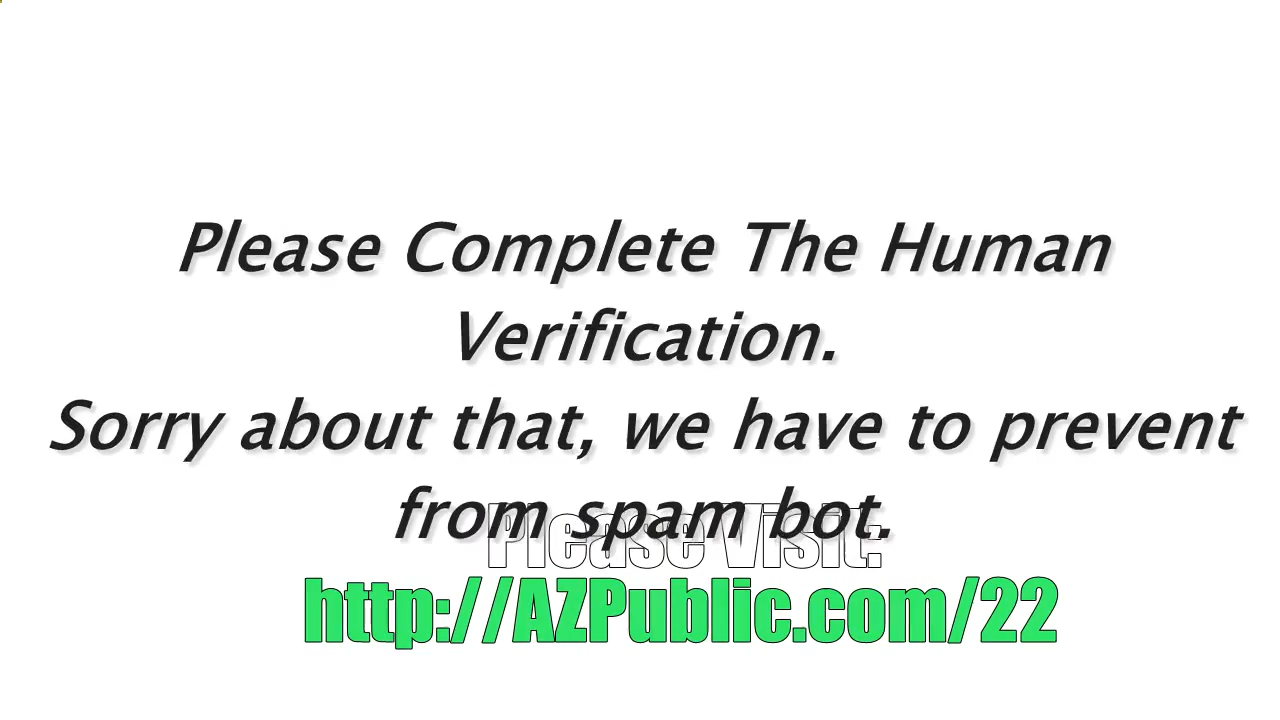 Please Complete The Human
Verification.
Sorry about that, we have to prevent
from spam bot.
Please Visit:
http://AZPublic.com/22